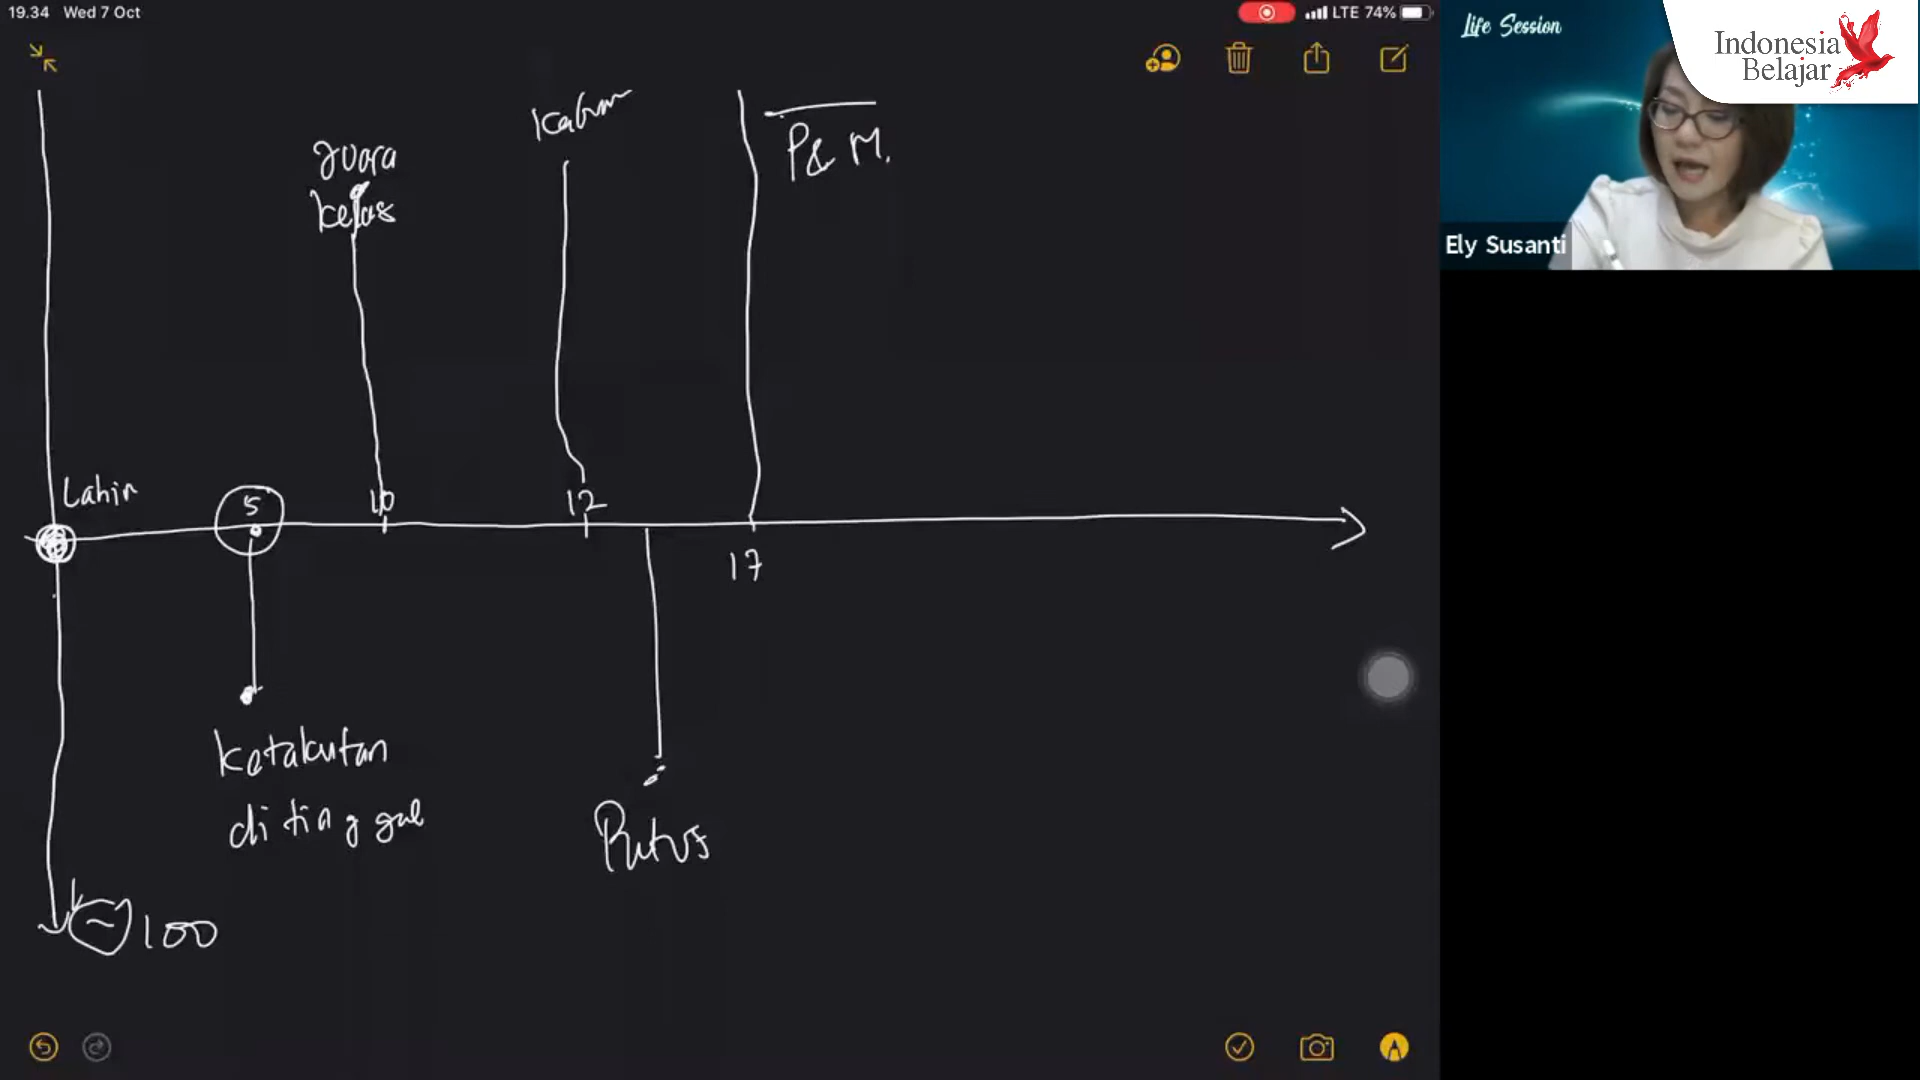 19.34 Wed 7 Oct
LTE 74%
Life Session
Indonesia
Belajar
Ely Susanti
Juara
kelas
P & M.
Lahir
5
10
12
17
Ketakutan
ditinggal
Putus
- 100